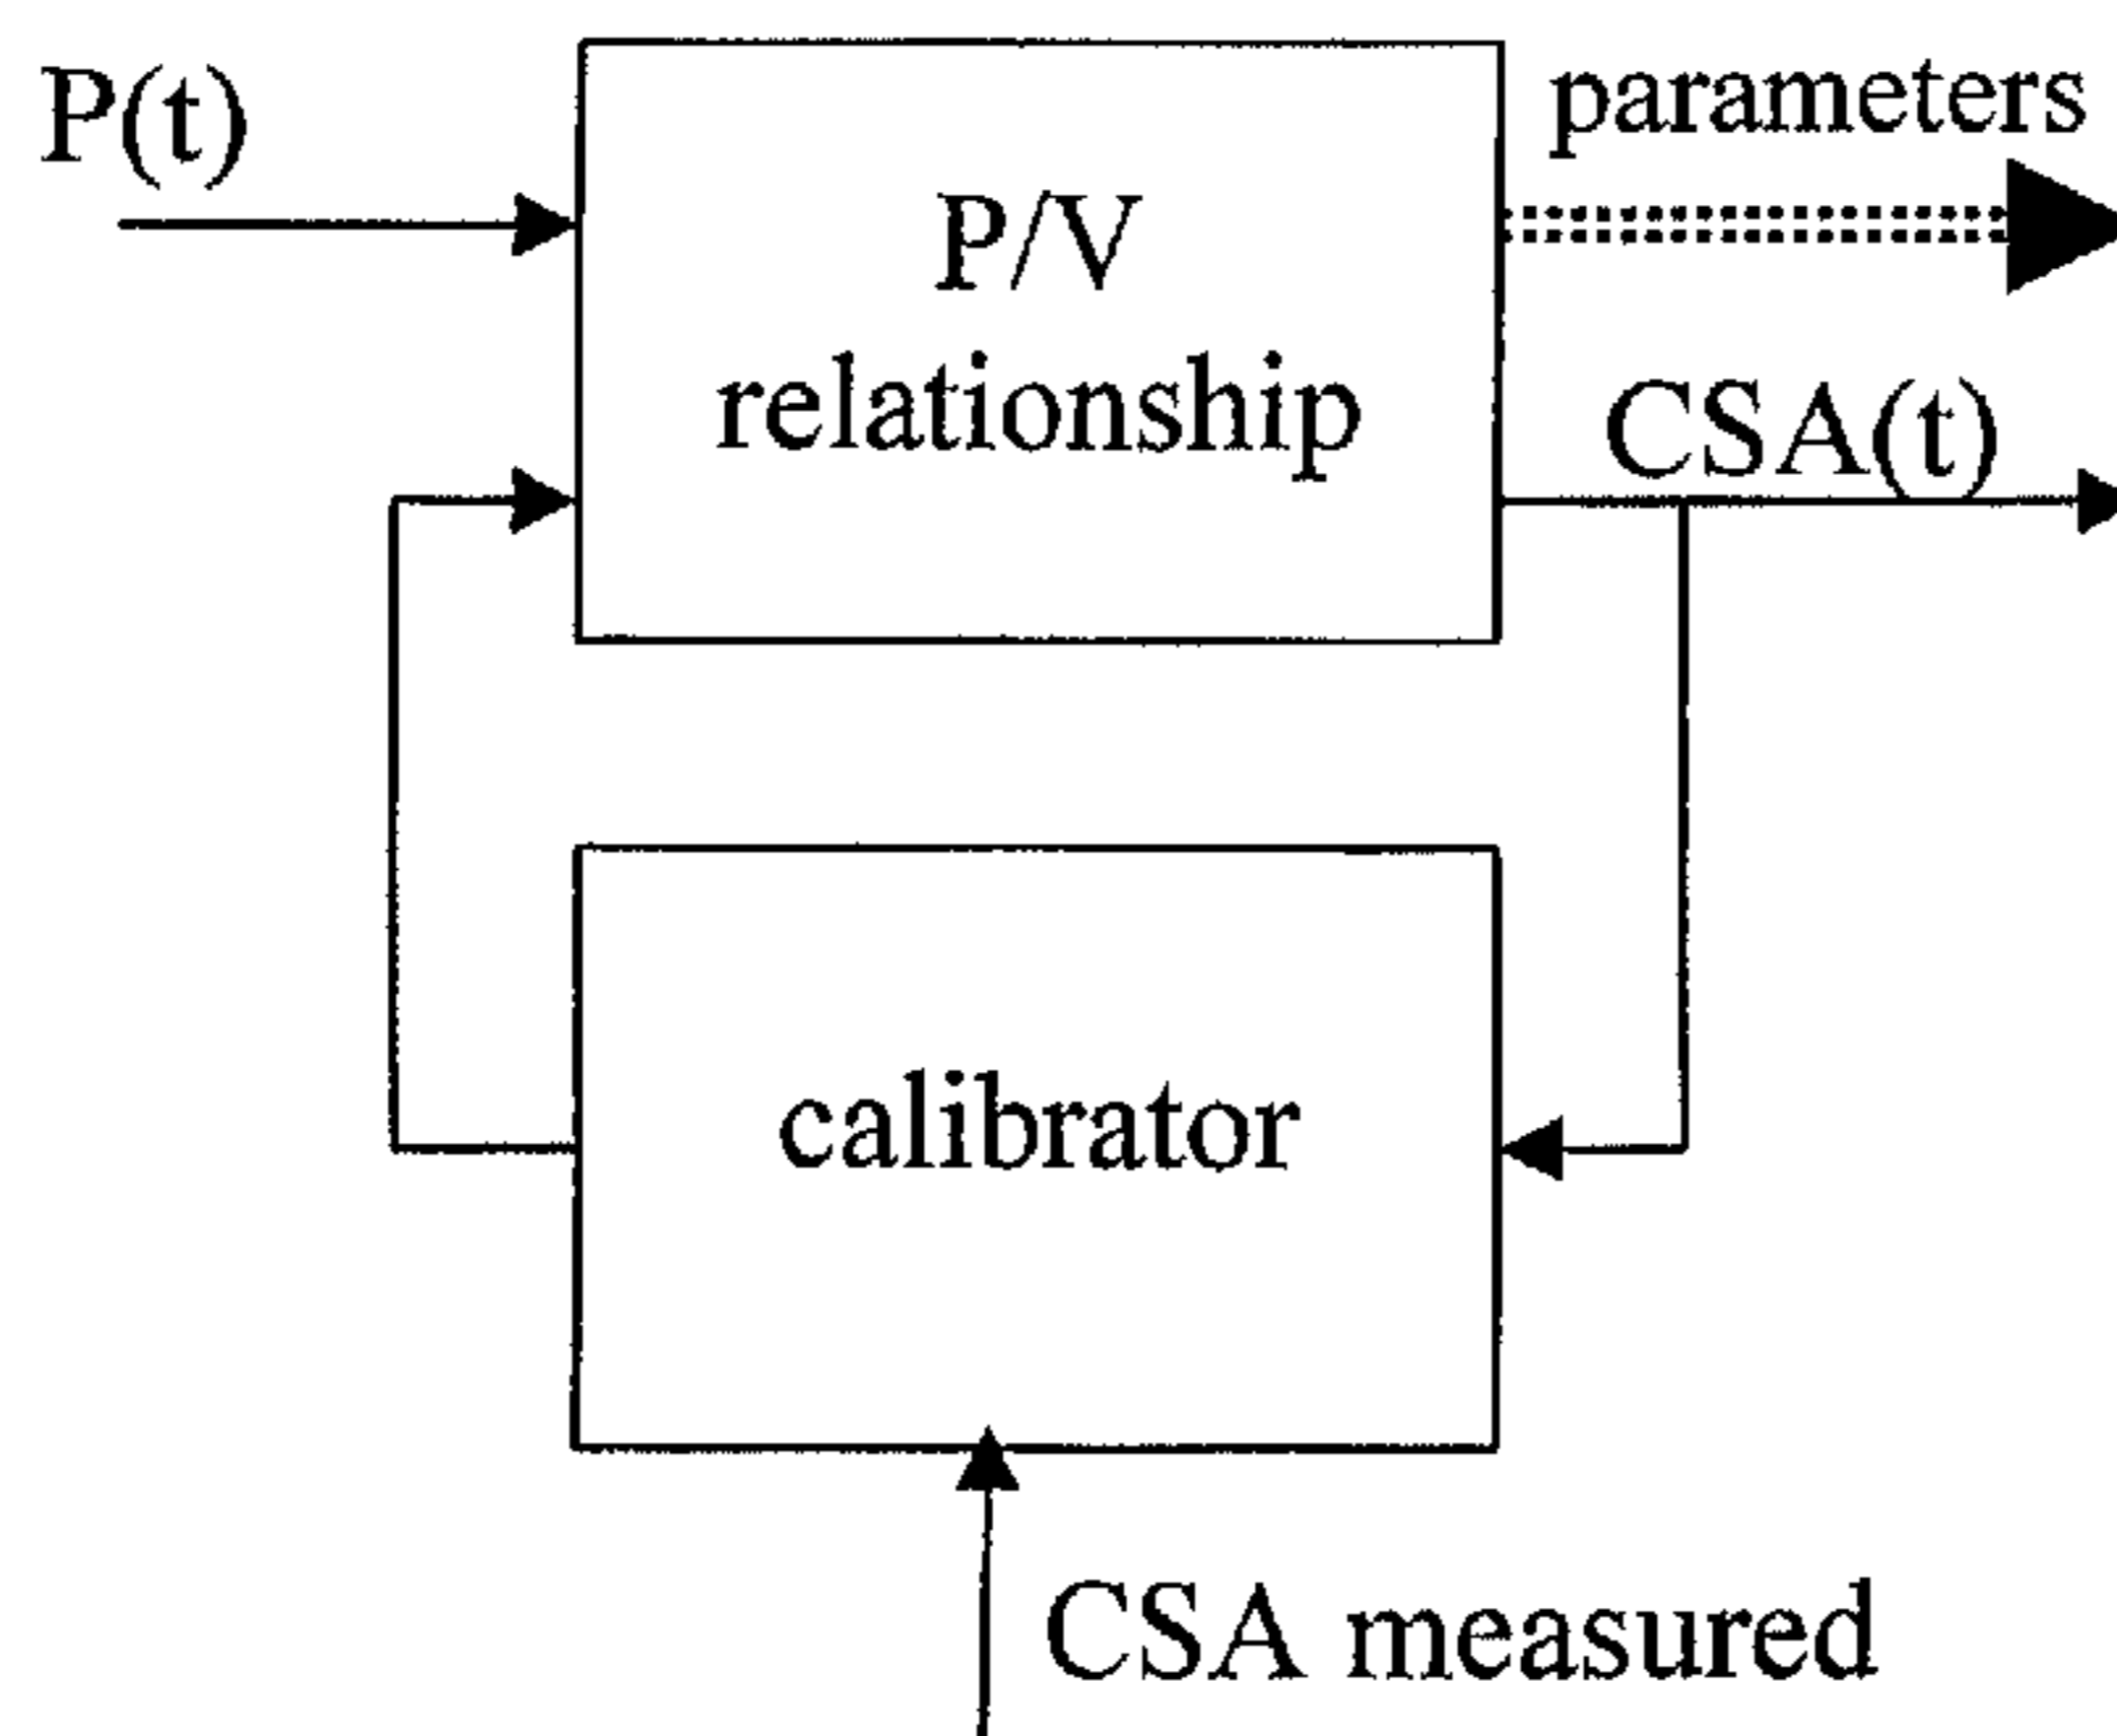 P(t)
parameters
P/V
relationship
CSA(t)
calibrator
CSA measured